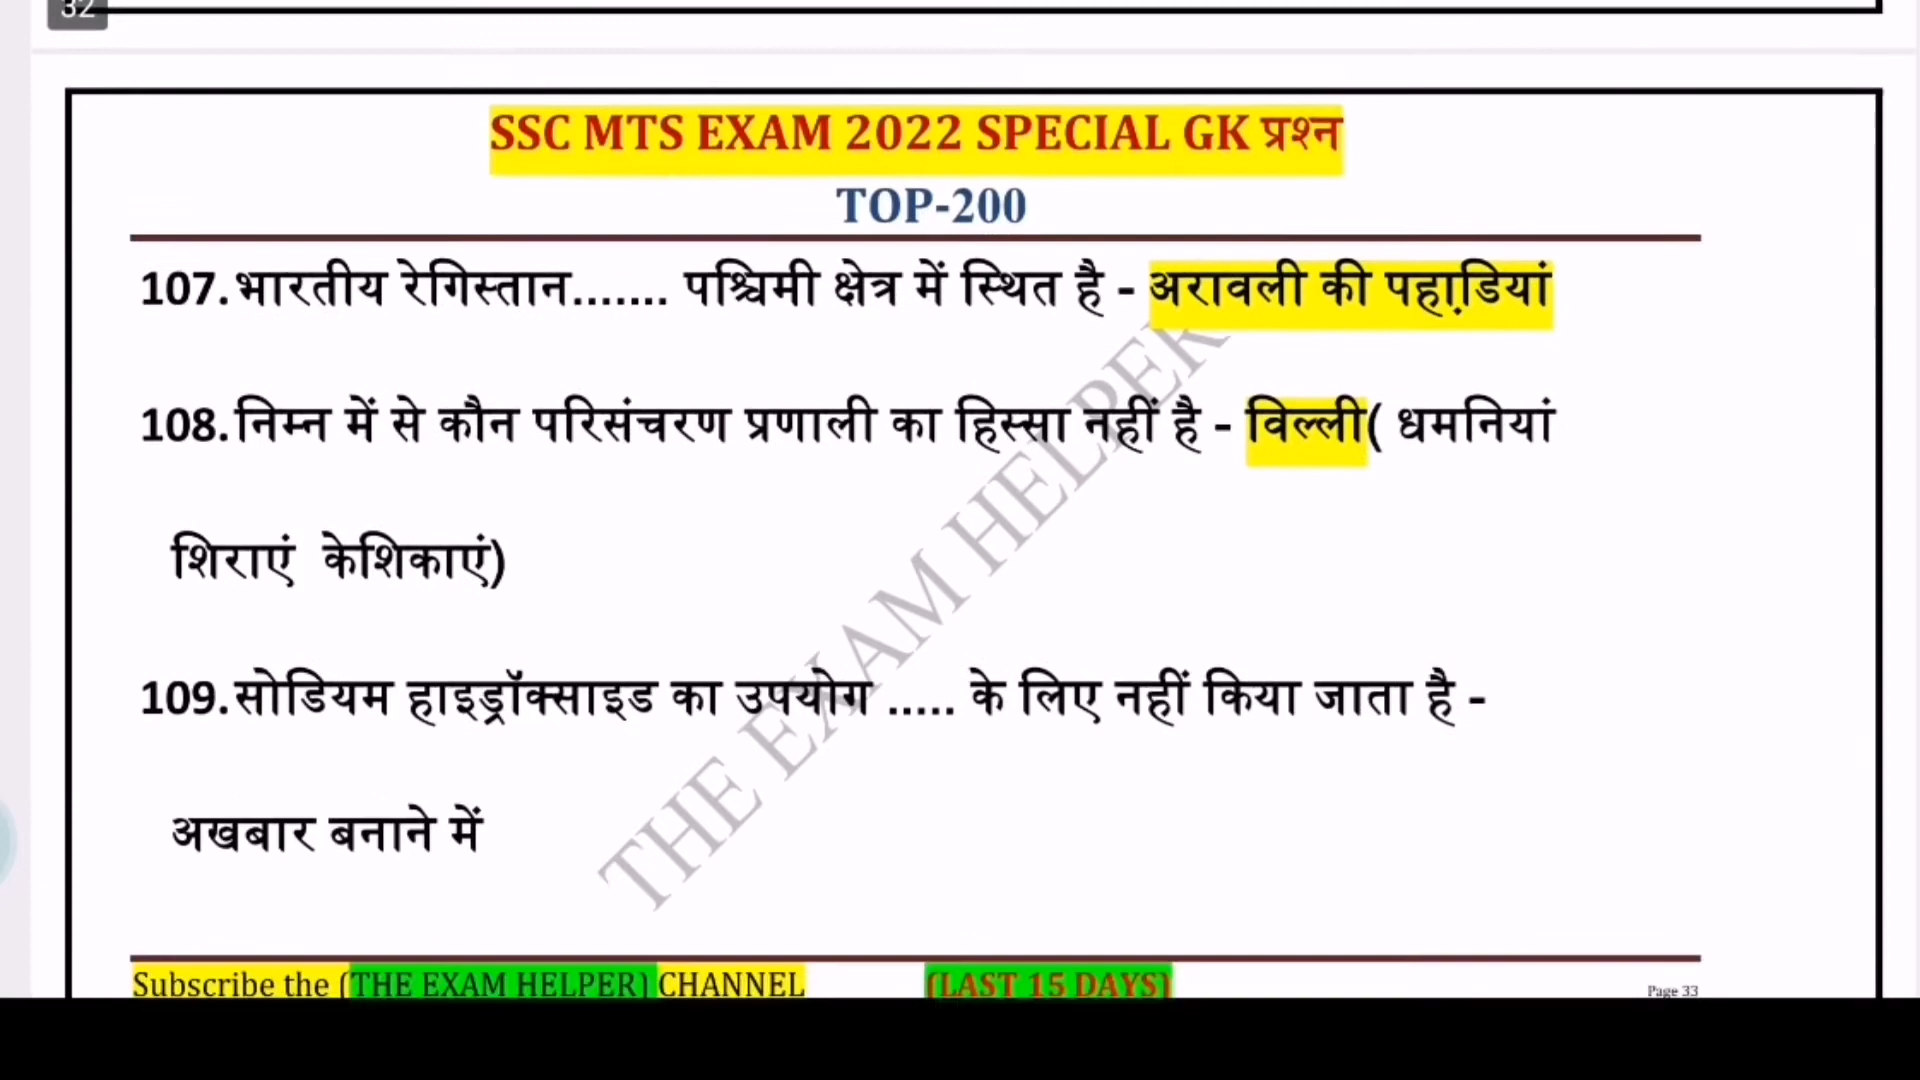 32
SSC MTS EXAM 2022 SPECIAL GK प्रश्न
TOP-200
107.भारतीय रेगिस्तान....... पश्चिमी क्षेत्र में स्थित है - अरावली की पहाड़ियां
108.निम्न में से कौन परिसंचरण प्रणाली का हिस्सा नहीं है - विल्ली( धमनियां
शिराएं केशिकाएं)
109.सोडियम हाइड्रॉक्साइड का उपयोग ..... के लिए नहीं किया जाता है -
अखबार बनाने में
THE EXAM HELPER
Subscribe the (THE EXAM HELPER) CHANNEL (LAST 15 DAYS)
Page 33